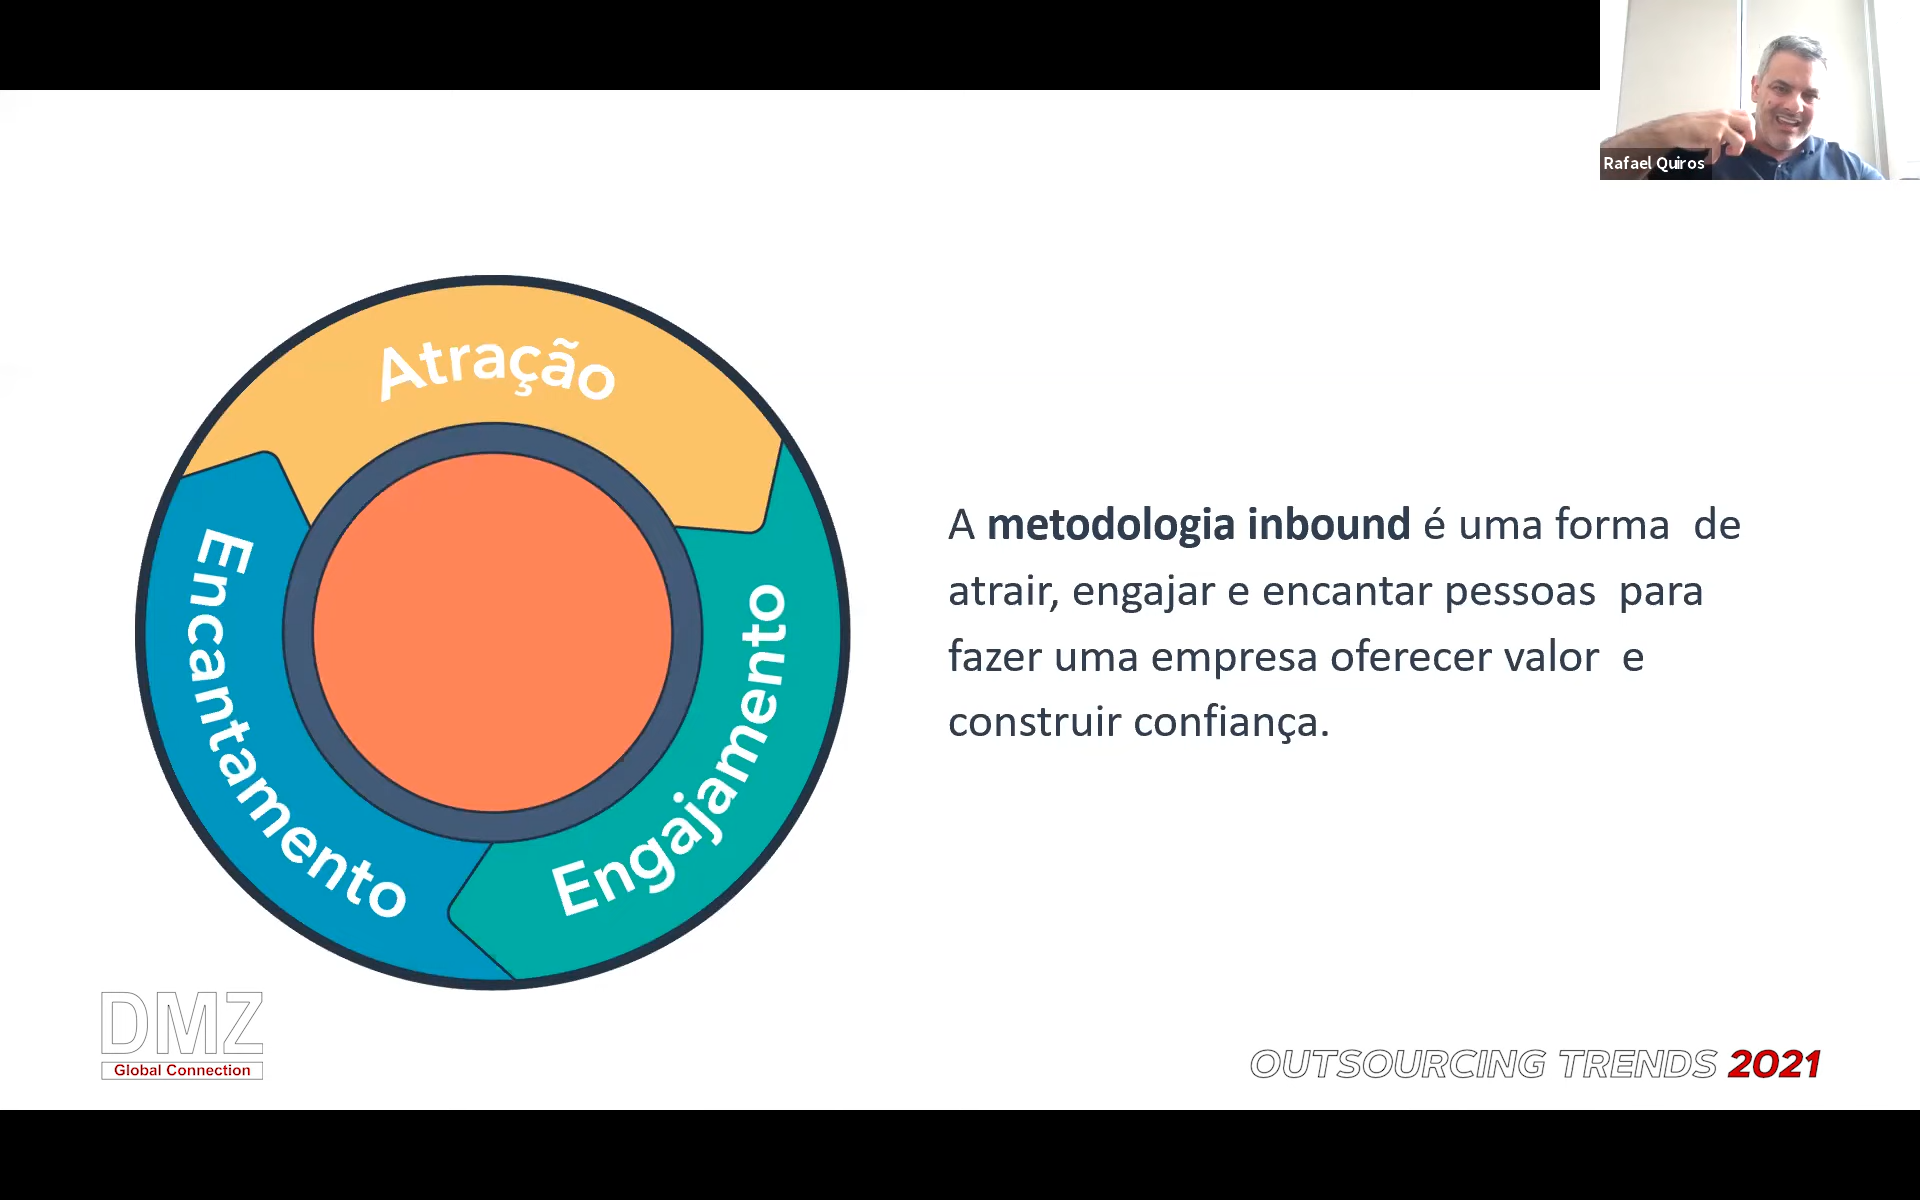 Rafael Quiros
Atração
Encantamento
Engajamento
A metodologia inbound é uma forma de
atrair, engajar e encantar pessoas para
fazer uma empresa oferecer valor e
construir confiança.
DMZ
Global Connection
OUTSOURCING TRENDS 2021